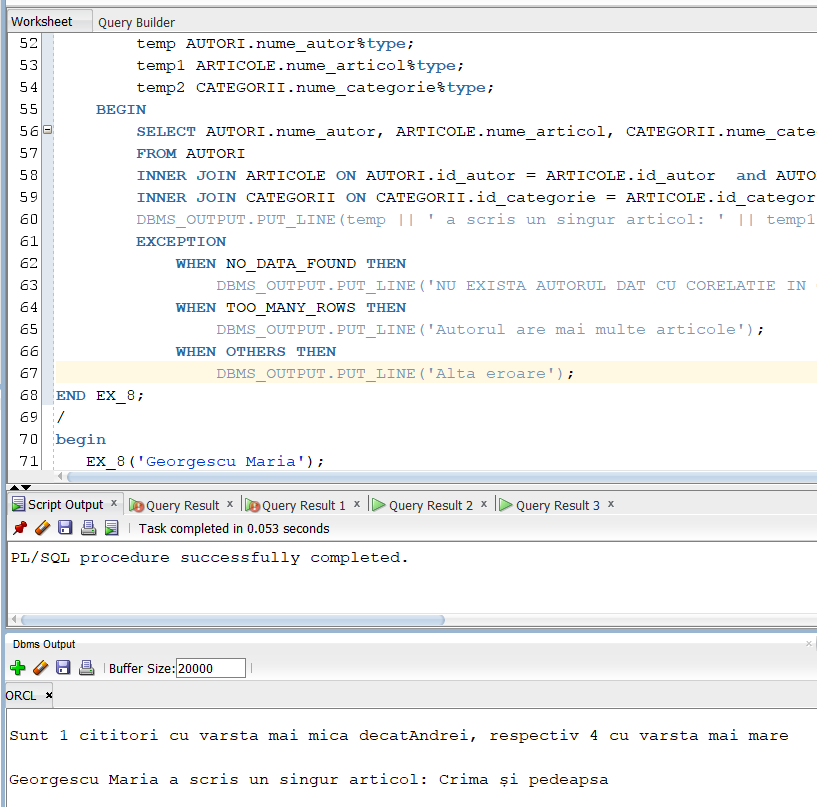 Worksheet Query Builder
52 temp AUTORI.nume_autor%type;
53 temp1 ARTICOLE.nume_articol%type;
54 temp2 CATEGORII.nume_categorie%type;
55 BEGIN
56 SELECT AUTORI.nume_autor, ARTICOLE.nume_articol, CATEGORII.nume_cate
57 FROM AUTORI
58 INNER JOIN ARTICOLE ON AUTORI.id_autor = ARTICOLE.id_autor and AUTO
59 INNER JOIN CATEGORII ON CATEGORII.id_categorie = ARTICOLE.id_categor
60 DBMS_OUTPUT.PUT_LINE(temp || ' a scris un singur articol: ' || temp1
61 EXCEPTION
62 WHEN NO_DATA_FOUND THEN
63 DBMS_OUTPUT.PUT_LINE('NU EXISTA AUTORUL DAT CU CORELATIE IN
64 WHEN TOO_MANY_ROWS THEN
65 DBMS_OUTPUT.PUT_LINE('Autorul are mai multe articole');
66 WHEN OTHERS THEN
67 DBMS_OUTPUT.PUT_LINE('Alta eroare');
68 END EX_8;
69 /
70 begin
71 EX_8('Georgescu Maria');
Script Output x Query Result x Query Result 1 x Query Result 2 x Query Result 3 x
Task completed in 0.053 seconds
PL/SQL procedure successfully completed.
Dbms Output
Buffer Size: 20000
ORCL x
Sunt 1 cititori cu varsta mai mica decatAndrei, respectiv 4 cu varsta mai mare
Georgescu Maria a scris un singur articol: Crima și pedeapsa